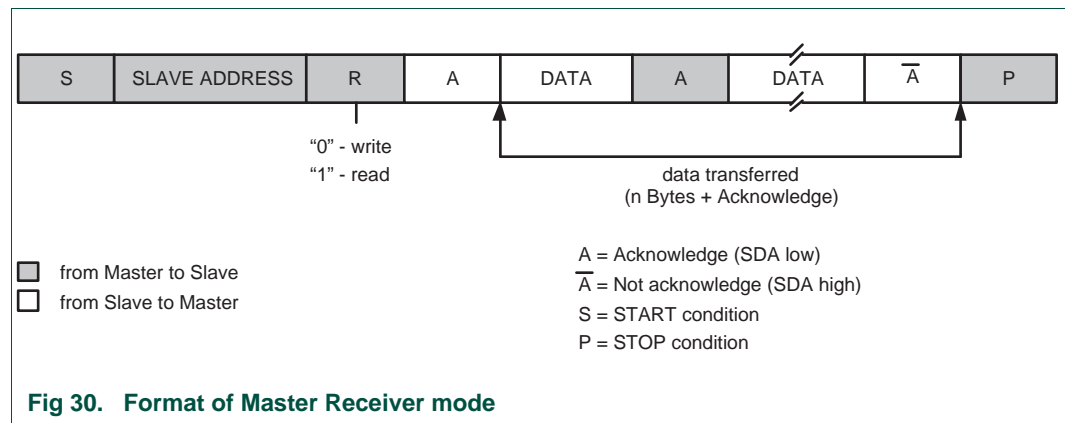 S SLAVE ADDRESS R A DATA A DATA A̅ P
“0” - write
“1” - read
data transferred
(n Bytes + Acknowledge)
from Master to Slave
from Slave to Master
A = Acknowledge (SDA low)
A̅ = Not acknowledge (SDA high)
S = START condition
P = STOP condition
Fig 30. Format of Master Receiver mode